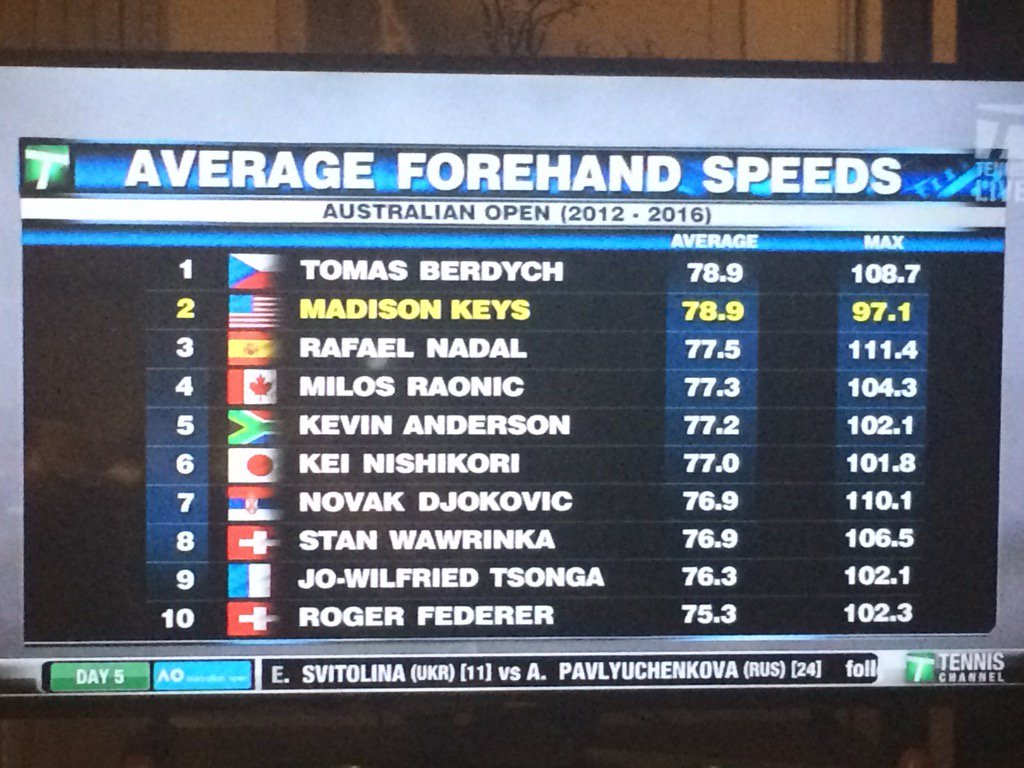 T AVERAGE FOREHAND SPEEDS
AUSTRALIAN OPEN (2012 - 2016)
AVERAGE MAX
1 TOMAS BERDYCH 78.9 108.7
2 MADISON KEYS 78.9 97.1
3 RAFAEL NADAL 77.5 111.4
4 MILOS RAONIC 77.3 104.3
5 KEVIN ANDERSON 77.2 102.1
6 KEI NISHIKORI 77.0 101.8
7 NOVAK DJOKOVIC 76.9 110.1
8 STAN WAWRINKA 76.9 106.5
9 JO-WILFRIED TSONGA 76.3 102.1
10 ROGER FEDERER 75.3 102.3
DAY 5 AO E. SVITOLINA (UKR) [11] vs A. PAVLYUCHENKOVA (RUS) [24] foll T TENNIS
CHANNEL